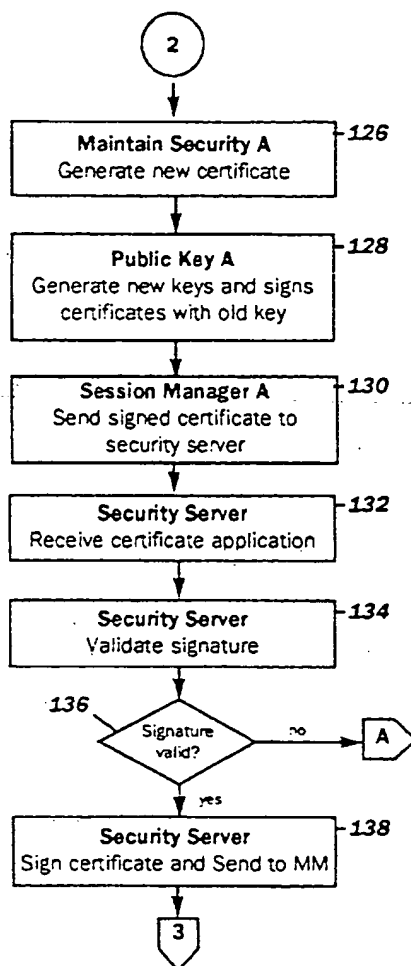 2
126
Maintain Security A
Generate new certificate
128
Public Key A
Generate new keys and signs
certificates with old key
130
Session Manager A
Send signed certificate to
security server
132
Security Server
Receive certificate application
134
Security Server
Validate signature
136
Signature
valid?
no
A
yes
138
Security Server
Sign certificate and Send to MM
3